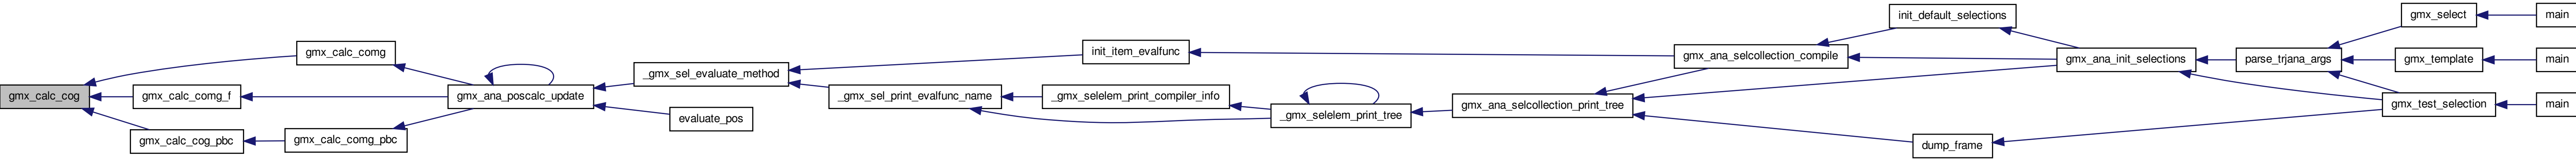 gmx_calc_cog
gmx_calc_comg
gmx_calc_comg_f
gmx_calc_cog_pbc
gmx_calc_comg_pbc
gmx_ana_poscalc_update
_gmx_sel_evaluate_method
evaluate_pos
init_item_evalfunc
_gmx_sel_print_evalfunc_name
_gmx_selelem_print_compiler_info
_gmx_selelem_print_tree
gmx_ana_selcollection_print_tree
gmx_ana_selcollection_compile
init_default_selections
dump_frame
gmx_ana_init_selections
parse_trjana_args
gmx_select
gmx_template
gmx_test_selection
main
main
main